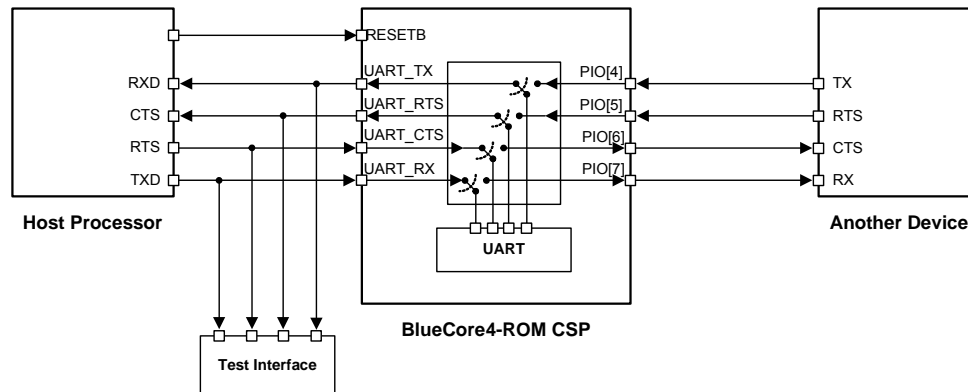 RESETB
RXD
UART_TX
PIO[4]
TX
CTS
UART_RTS
PIO[5]
RTS
RTS
UART_CTS
PIO[6]
CTS
TXD
UART_RX
PIO[7]
RX
Host Processor
Another Device
UART
BlueCore4-ROM CSP
Test Interface